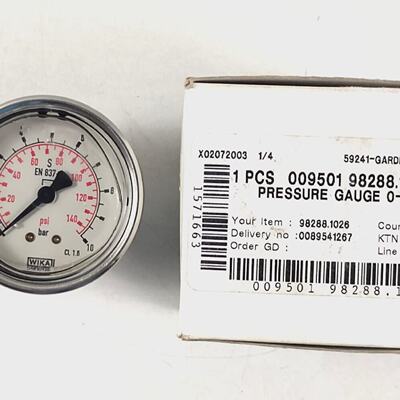 60 80
40
S
EN 837
20
psi
140
bar
10
CL 1.6
WIKA
X02072003 1/4 59241-GARD
1 PCS 009501 98288.
PRESSURE GAUGE 0-
Your item : 98288.1026 Cour
Delivery no :0089541267 KTN
Order GD : Line
009501 98288.1
1571663